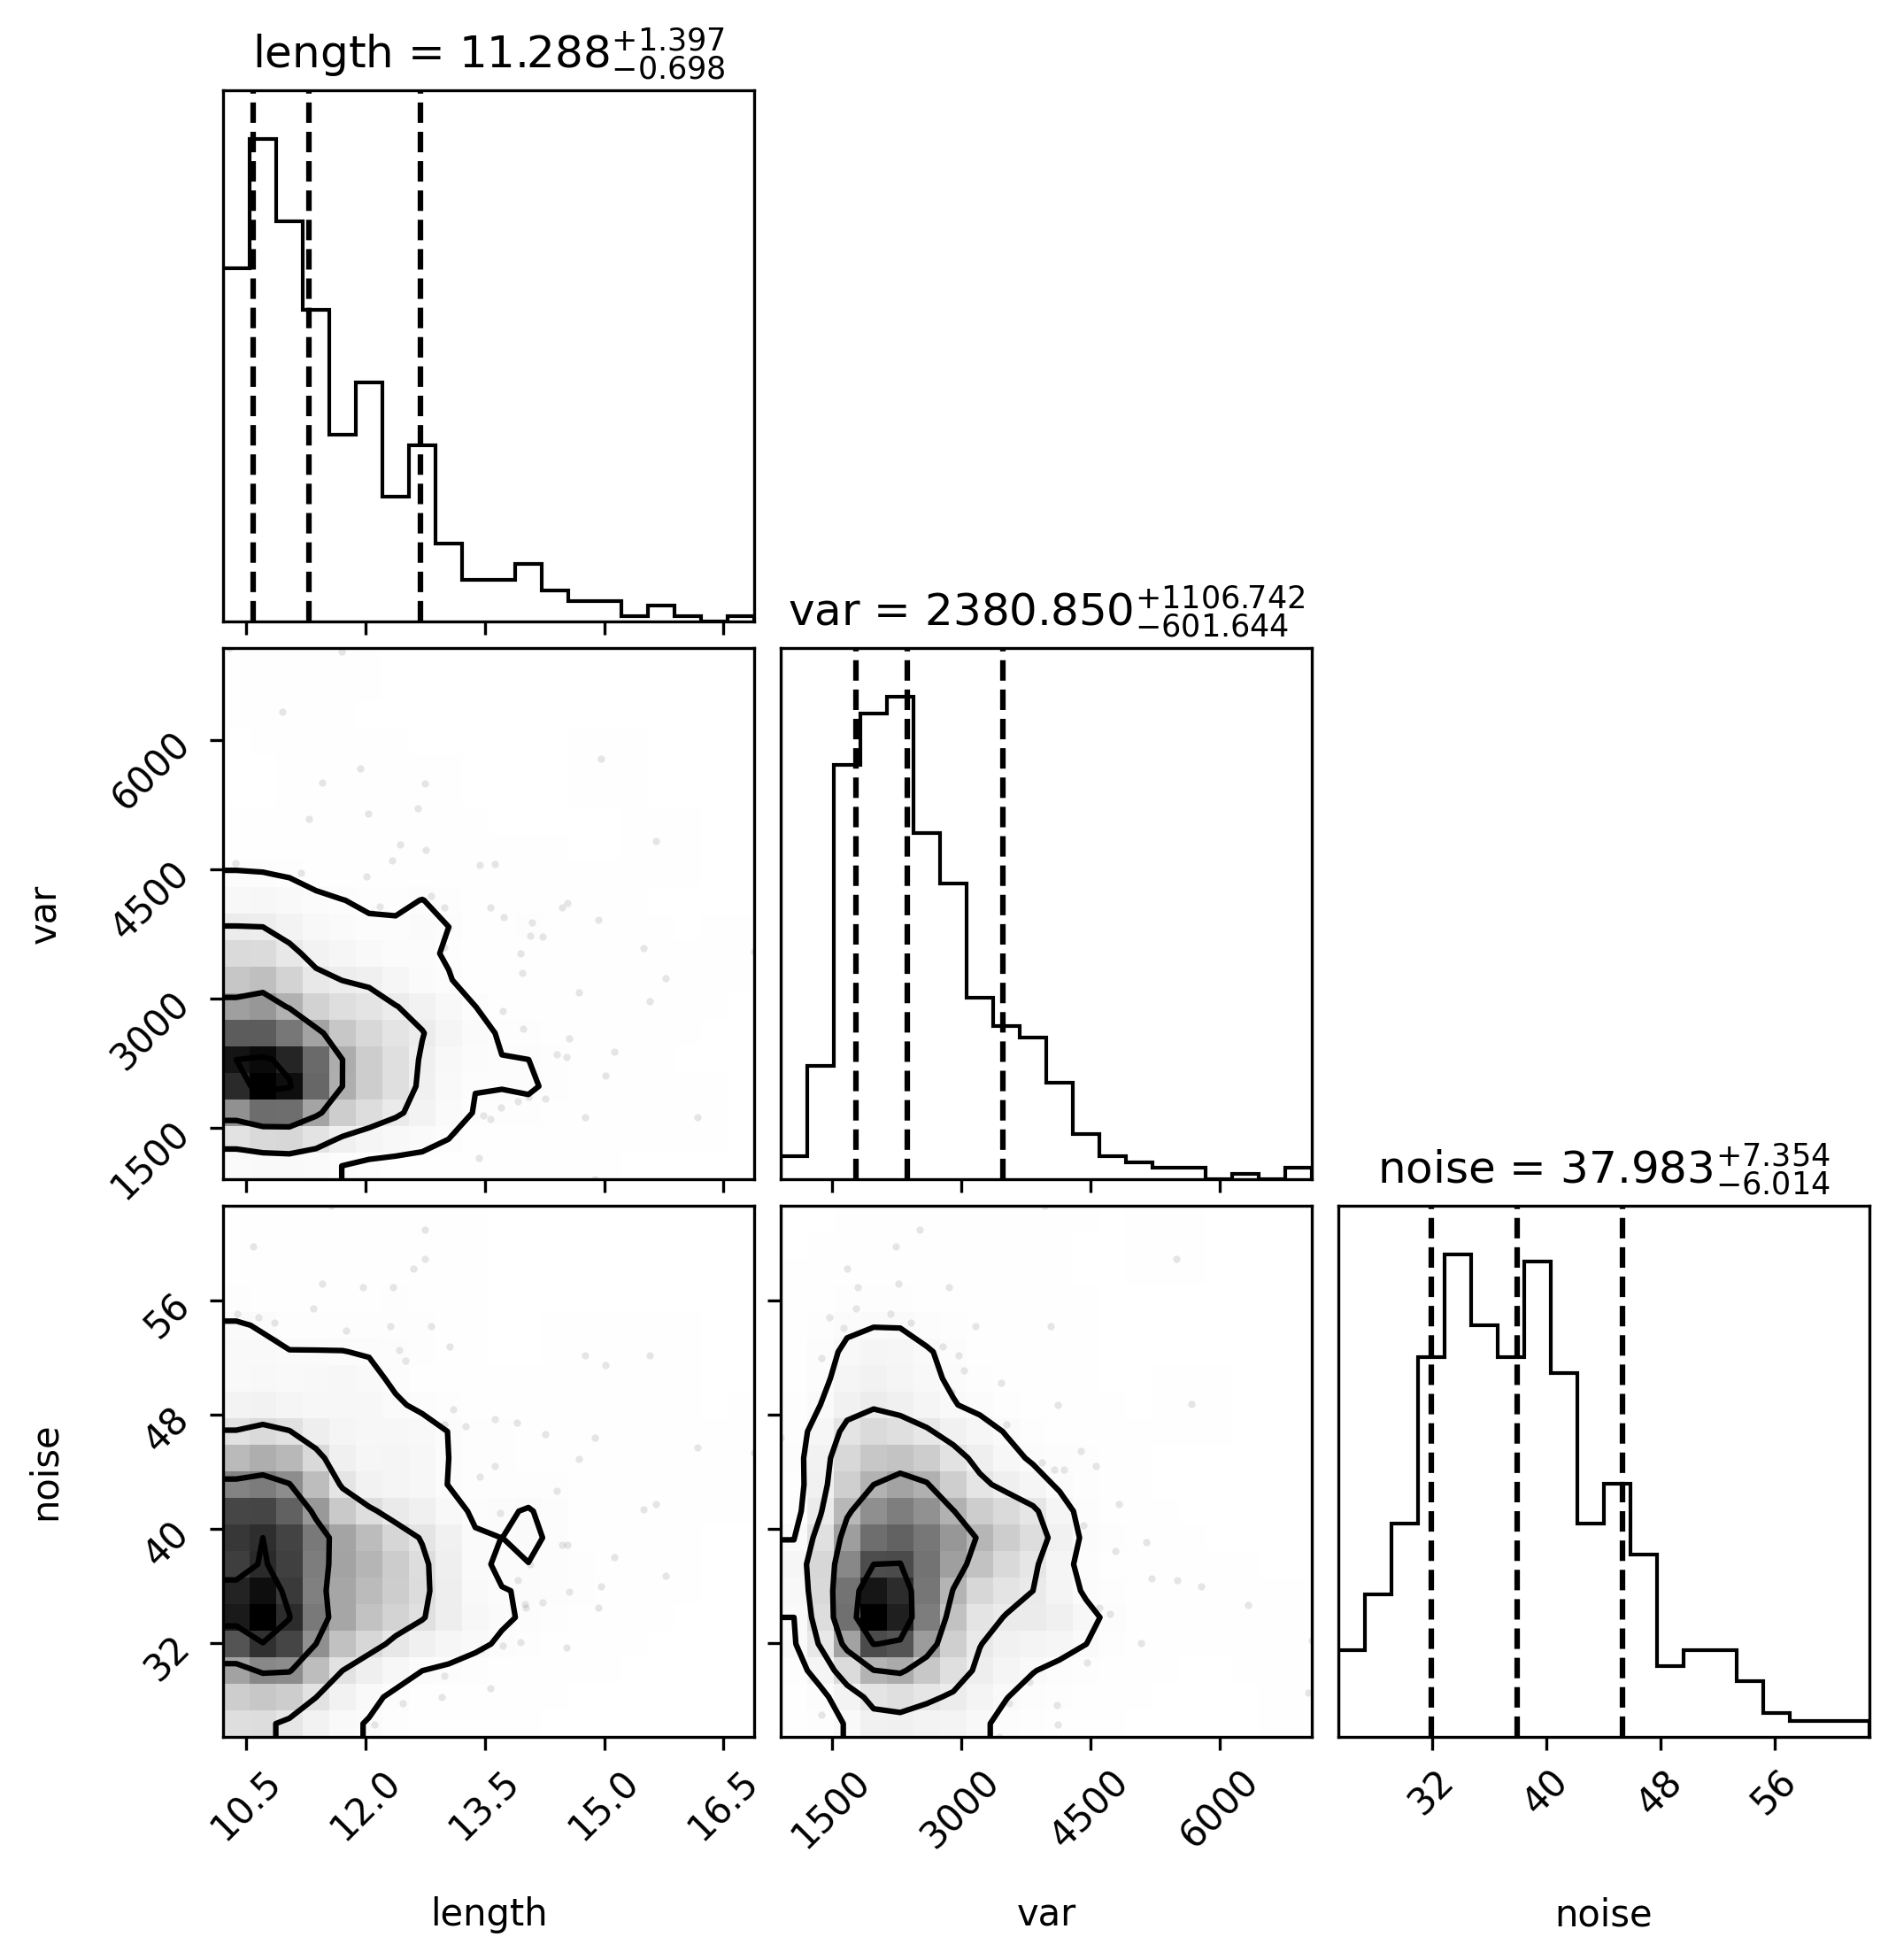 length = 11.288+1.397−0.698
var = 2380.850+1106.742−601.644
6000
4500
3000
1500
var
noise = 37.983+7.354−6.014
56
48
40
32
noise
10.5 12.0 13.5 15.0 16.5 1500 3000 4500 6000 32 40 48 56
length var noise